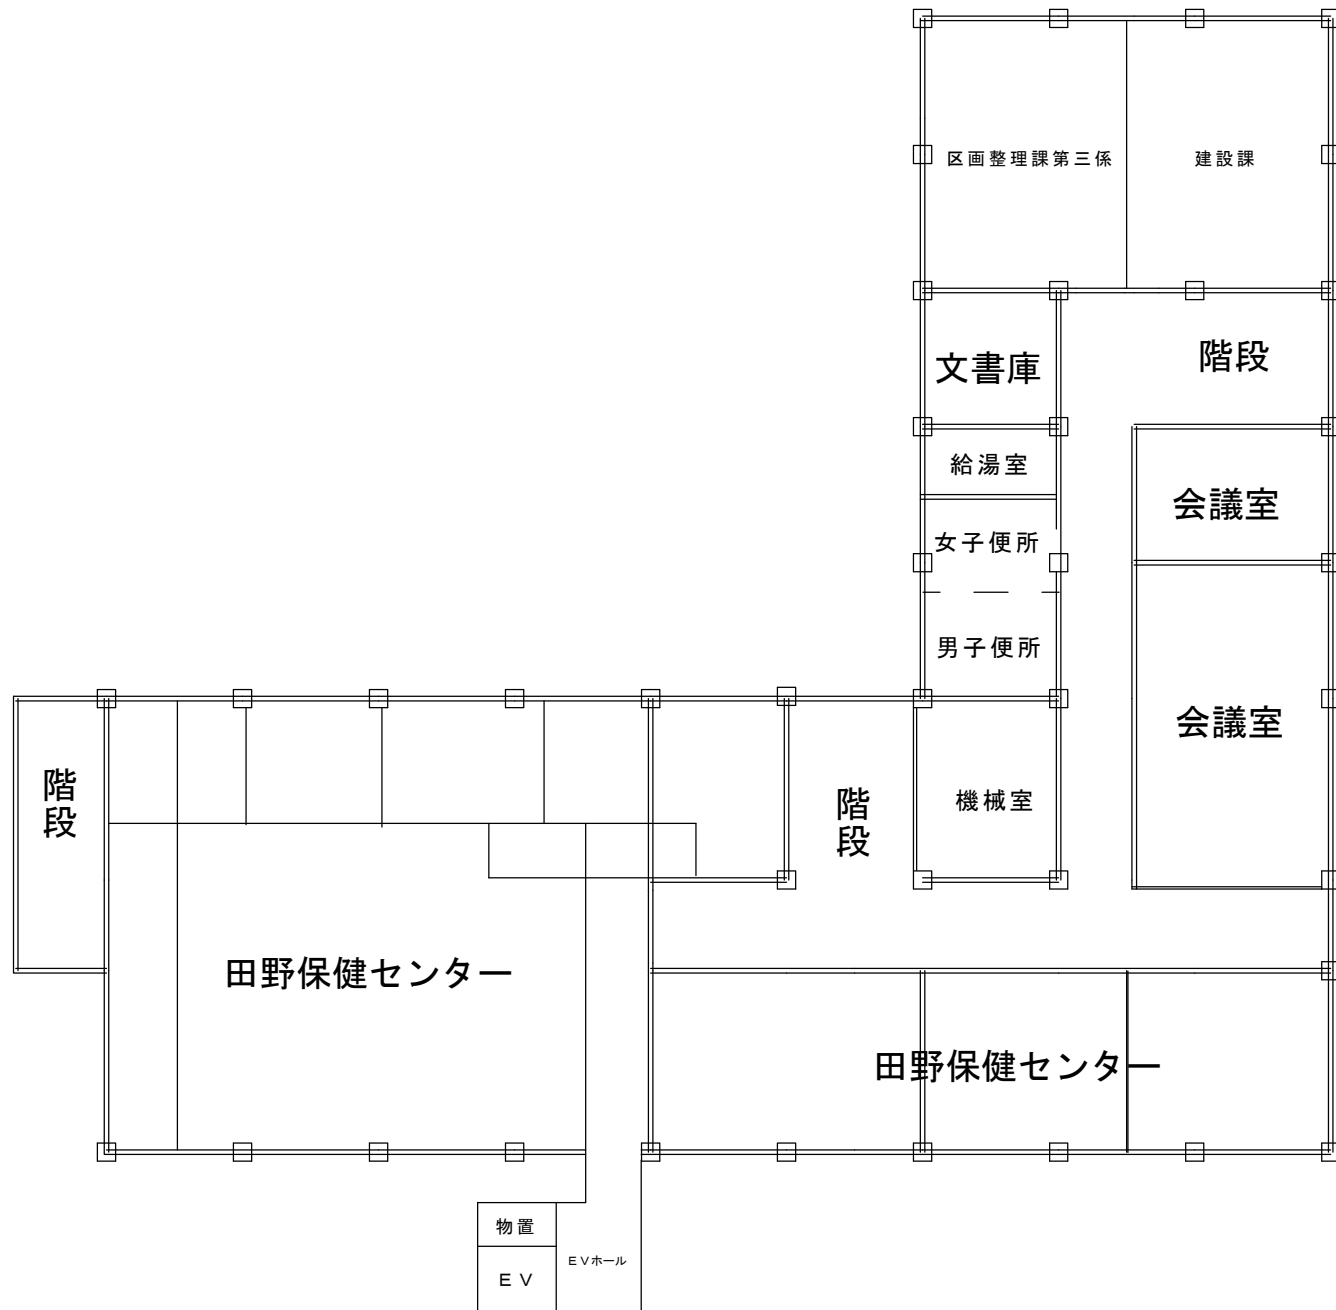 区画整理課第三係
建設課
文書庫
階段
給湯室
会議室
女子便所
男子便所
会議室
階段
階段
機械室
田野保健センター
田野保健センター
物置
ＥＶホール
ＥＶ